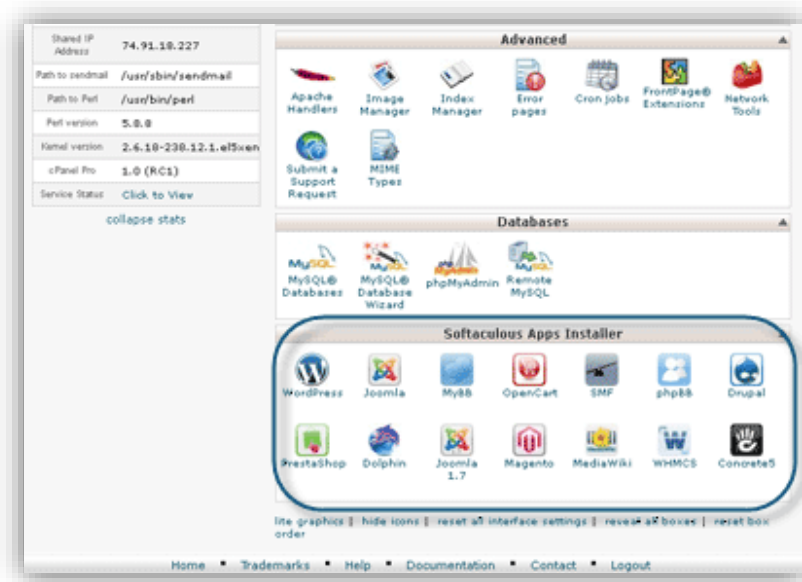 Shared IP
Address
74.91.18.227
Path to sendmail /usr/sbin/sendmail
Path to Perl /usr/bin/perl
Perl version 5.8.8
Kernel version 2.6.18-238.12.1.el5xen
cPanel Pro 1.0 (RC1)
Service Status Click to View
collapse stats
Advanced
Apache
Handlers
Image
Manager
Index
Manager
Error
pages
Cron jobs
FrontPage®
Extensions
Network
Tools
Submit a
Support
Request
MIME
Types
Databases
MySQL®
Databases
MySQL®
Database
Wizard
phpMyAdmin
Remote
MySQL
Softaculous Apps Installer
WordPress Joomla MyBB OpenCart SMF phpBB Drupal
PrestaShop Dolphin Joomla
1.7
Magento MediaWiki WHMCS Concrete5
lite graphics | hide icons | reset all interface settings | reveal all boxes | reset box
order
Home ▪ Trademarks ▪ Help ▪ Documentation ▪ Contact ▪ Logout